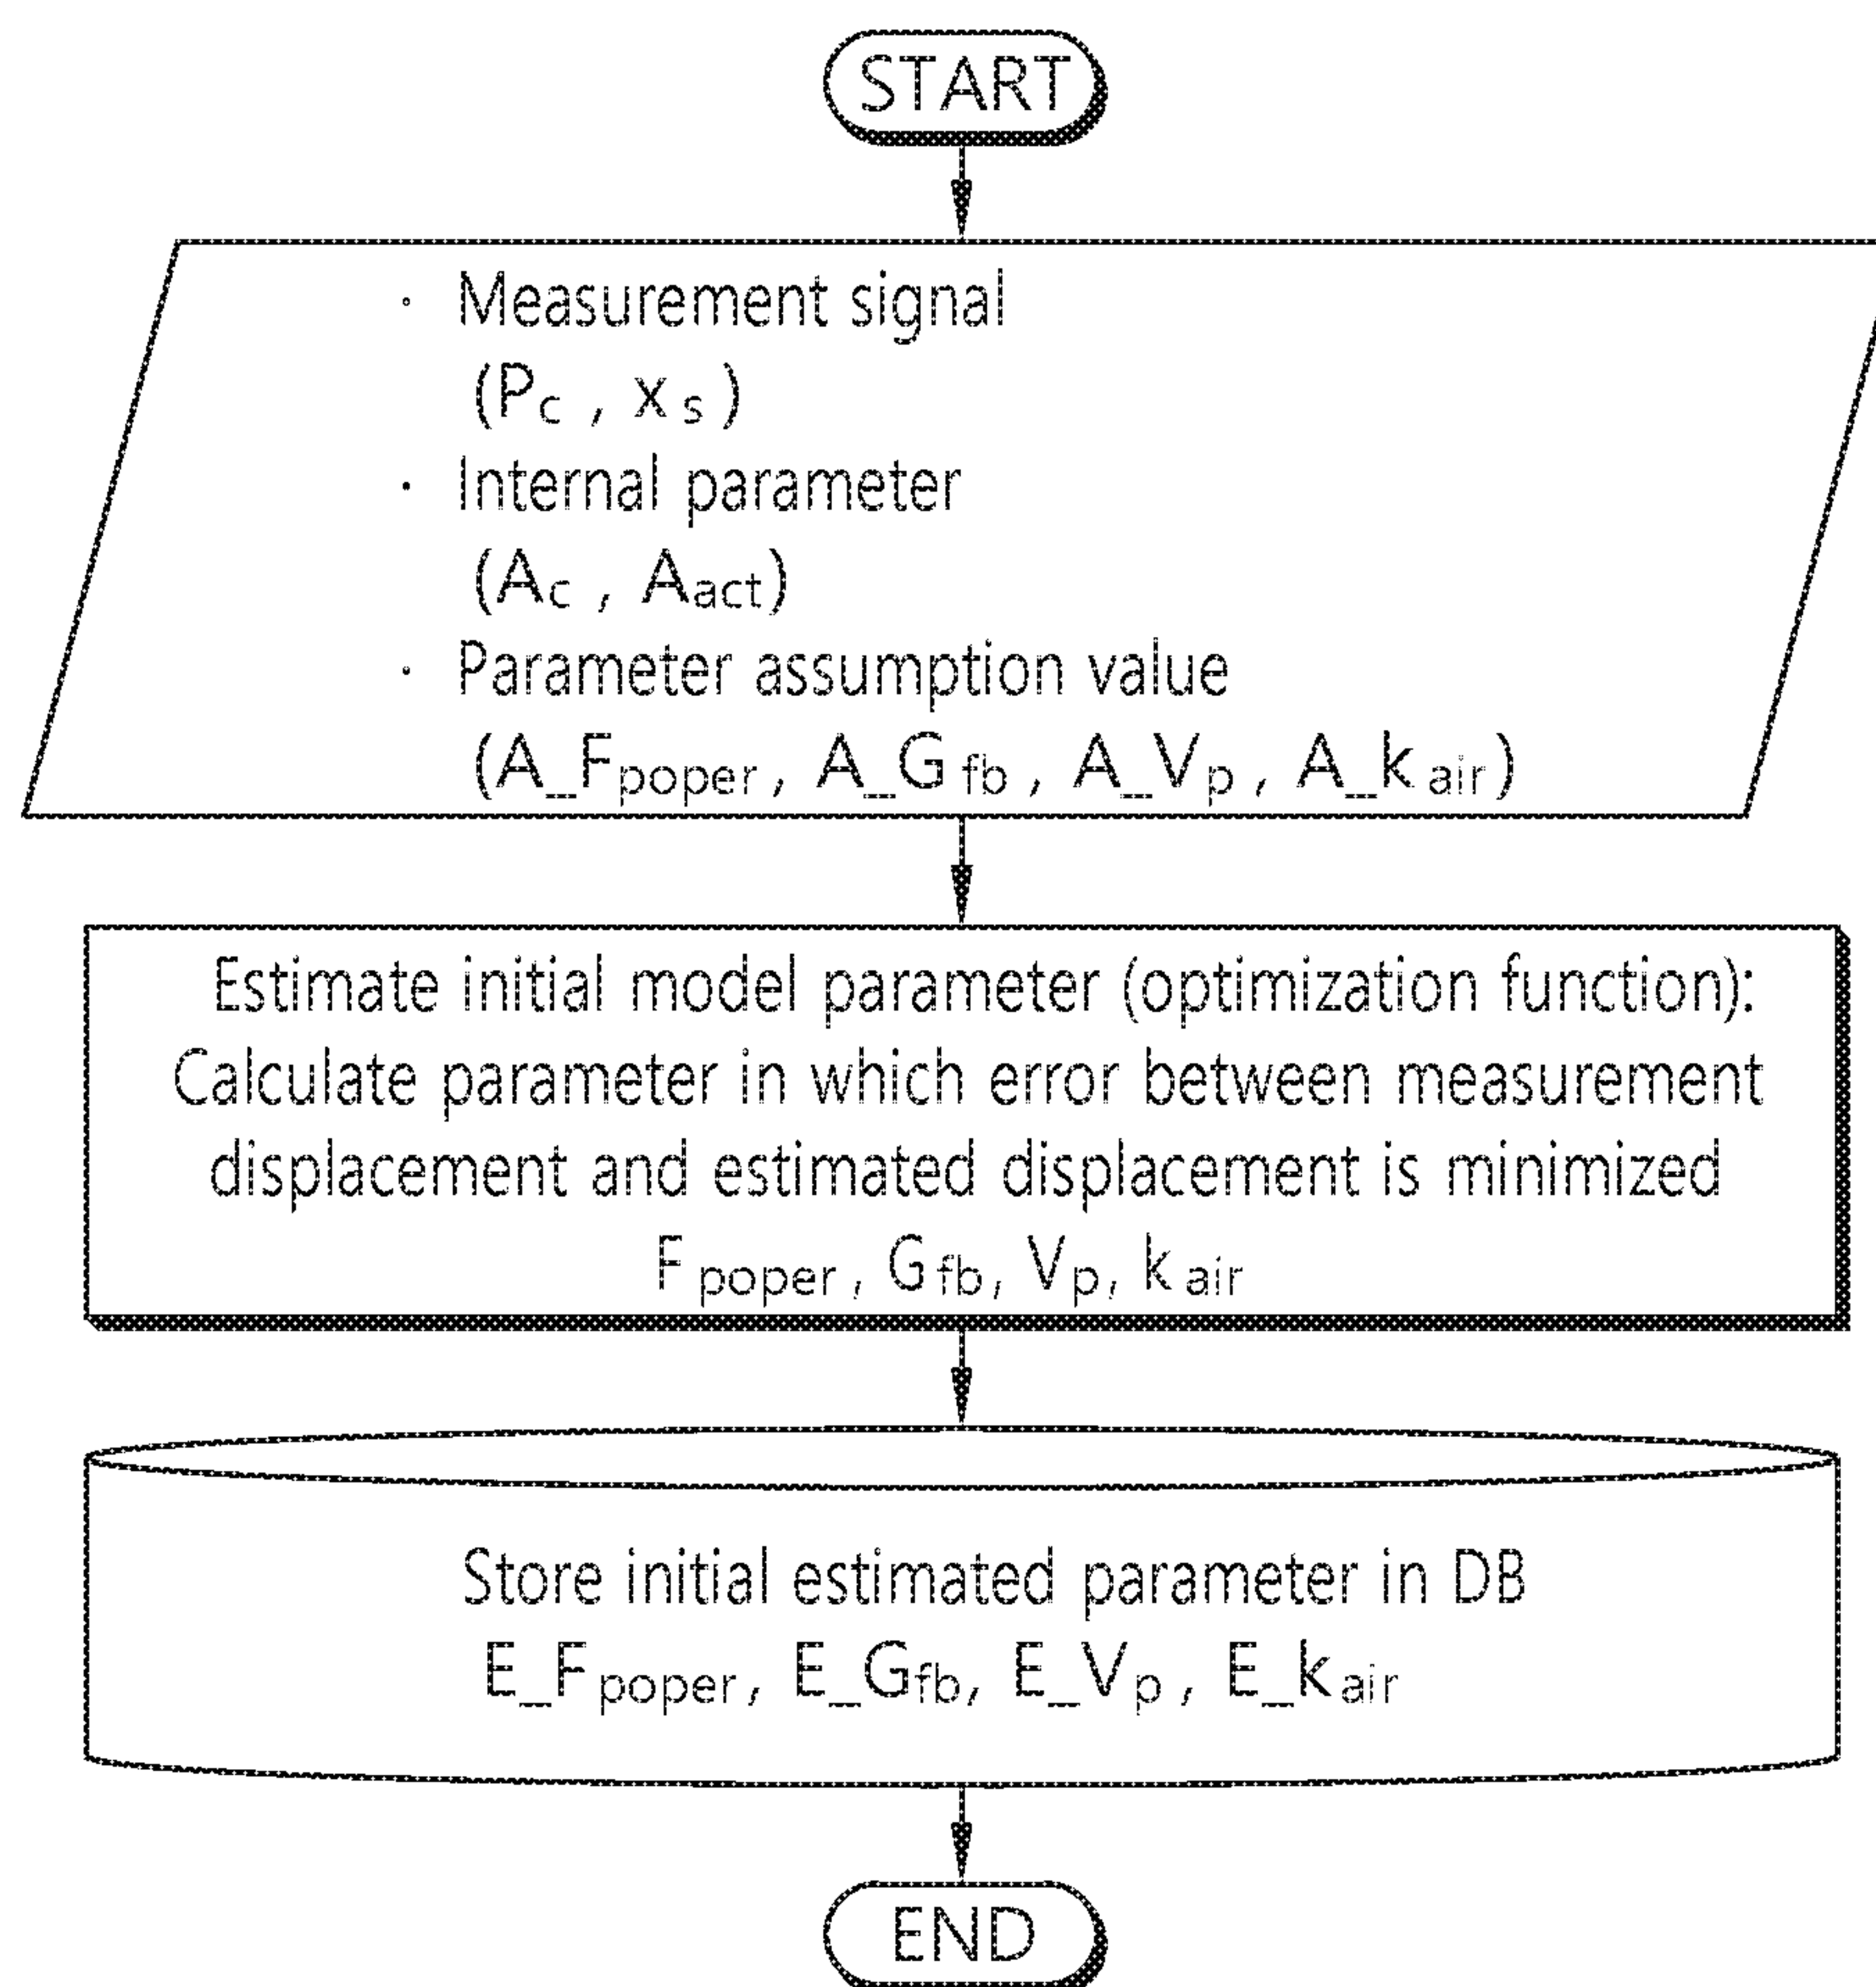 START
· Measurement signal
(Pc , xs)
· Internal parameter
(Ac , Aact)
· Parameter assumption value
(A_Fpoper, A_Gfb, A_Vp, A_kair)
Estimate initial model parameter (optimization function):
Calculate parameter in which error between measurement
displacement and estimated displacement is minimized
Fpoper, Gfb, Vp, kair
Store initial estimated parameter in DB
E_Fpoper, E_Gfb, E_Vp, E_kair
END